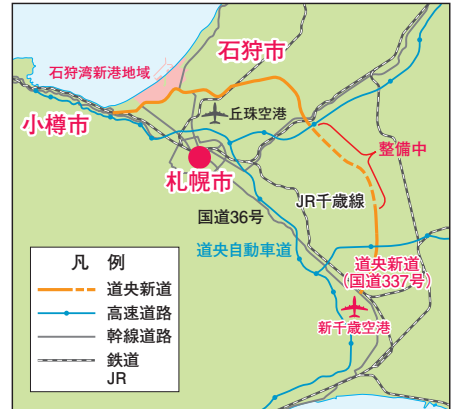 石狩市
石狩湾新港地域
丘珠空港
小樽市
整備中
札幌市
JR千歳線
国道36号
道央自動車道
道央新道
(国道337号)
新千歳空港
凡 例
道央新道
高速道路
幹線道路
鉄道
JR